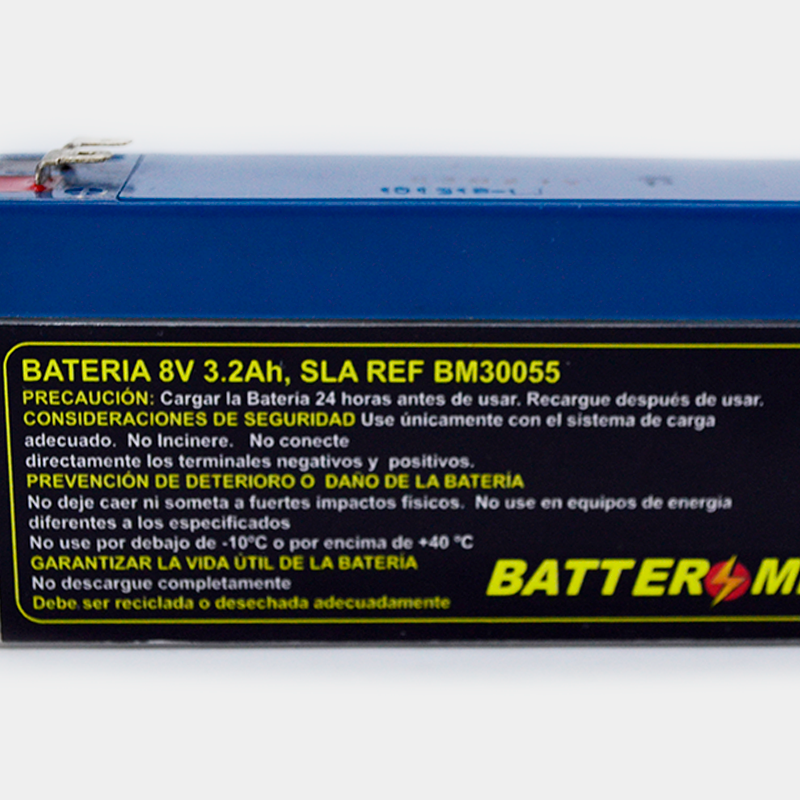 BATERIA 8V 3.2Ah, SLA REF BM30055
PRECAUCIÓN: Cargar la Batería 24 horas antes de usar. Recargue después de usar.
CONSIDERACIONES DE SEGURIDAD Use únicamente con el sistema de carga
adecuado. No Incinere. No conecte
directamente los terminales negativos y positivos.
PREVENCIÓN DE DETERIORO O DAÑO DE LA BATERÍA
No deje caer ni someta a fuertes impactos físicos. No use en equipos de energía
diferentes a los especificados
No use por debajo de -10ºC o por encima de +40 ºC
GARANTIZAR LA VIDA ÚTIL DE LA BATERÍA
No descargue completamente
Debe ser reciclada o desechada adecuadamente
BATTER M